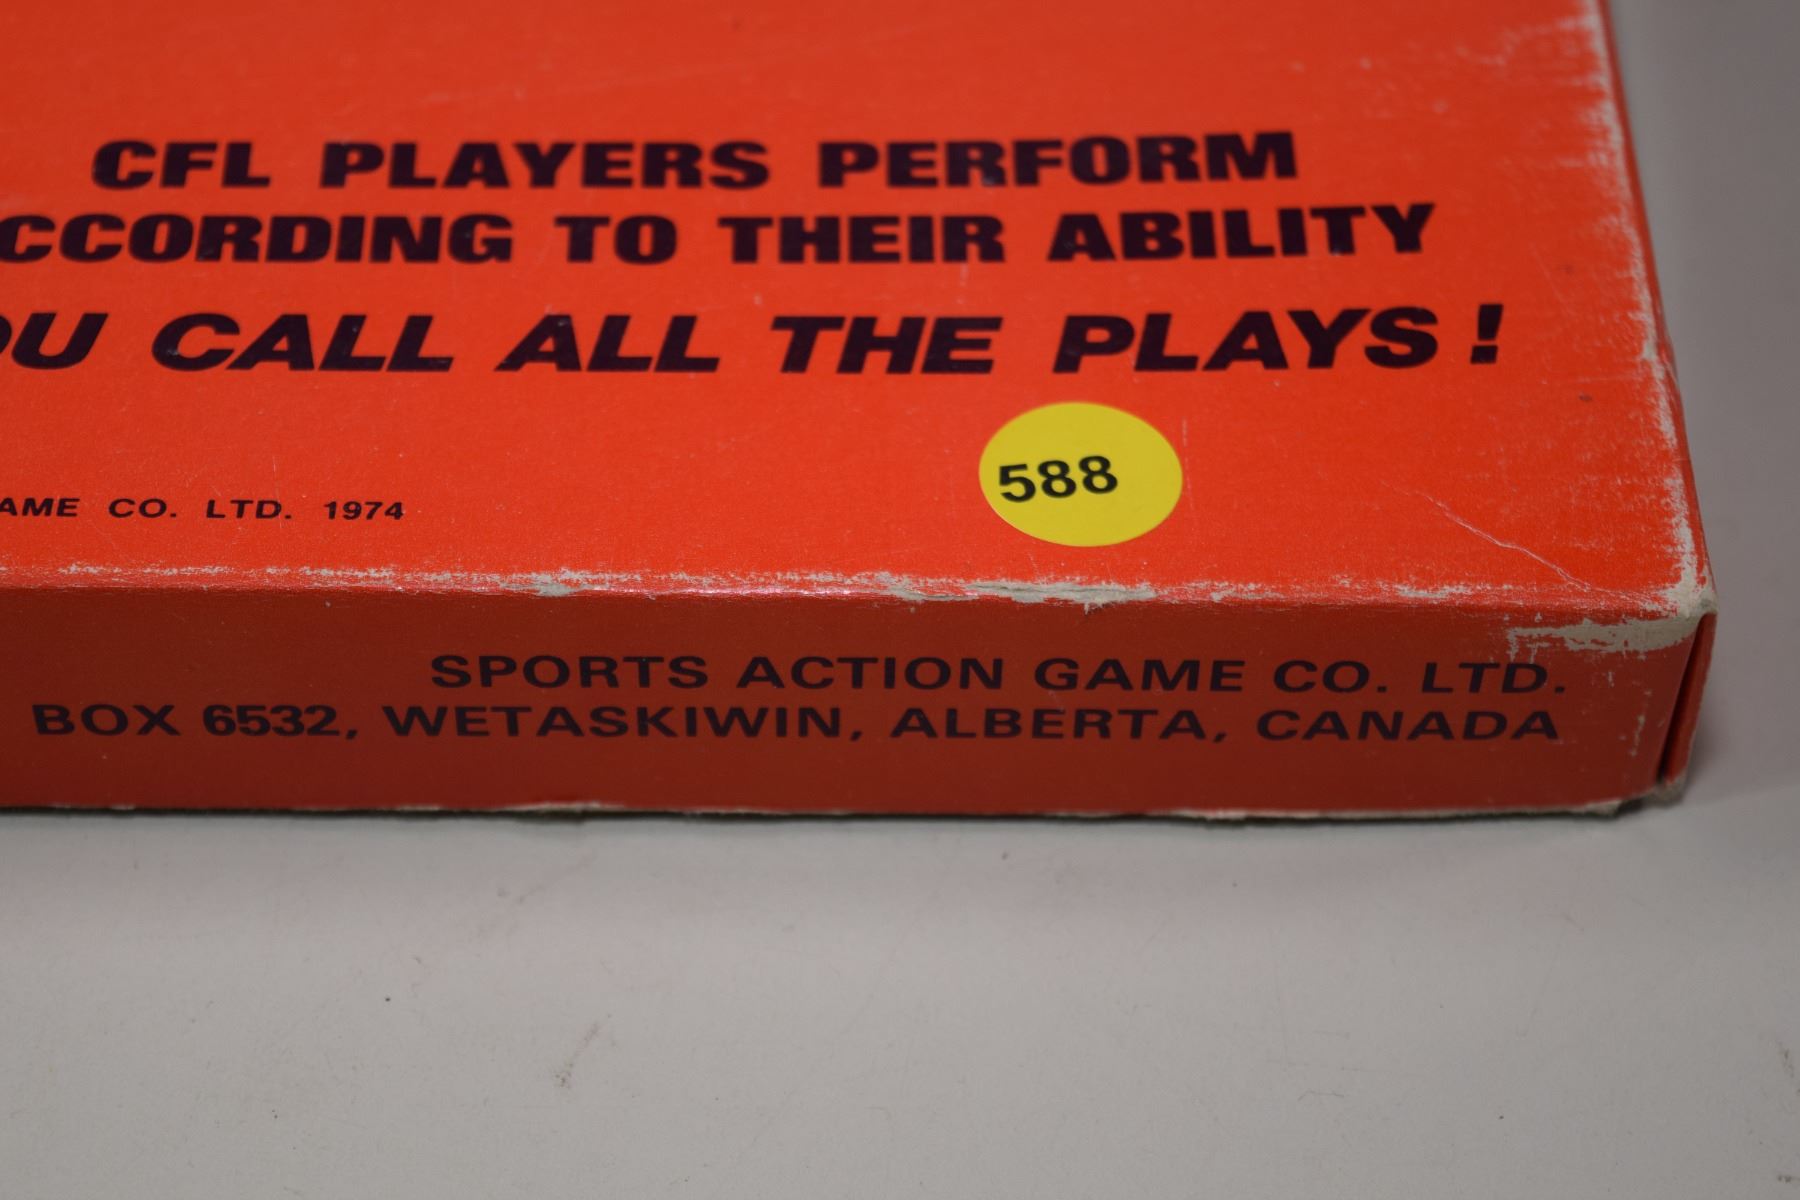 CFL PLAYERS PERFORM
CCORDING TO THEIR ABILITY
OU CALL ALL THE PLAYS!
588
AME CO. LTD. 1974
SPORTS ACTION GAME CO. LTD.
BOX 6532, WETASKIWIN, ALBERTA, CANADA